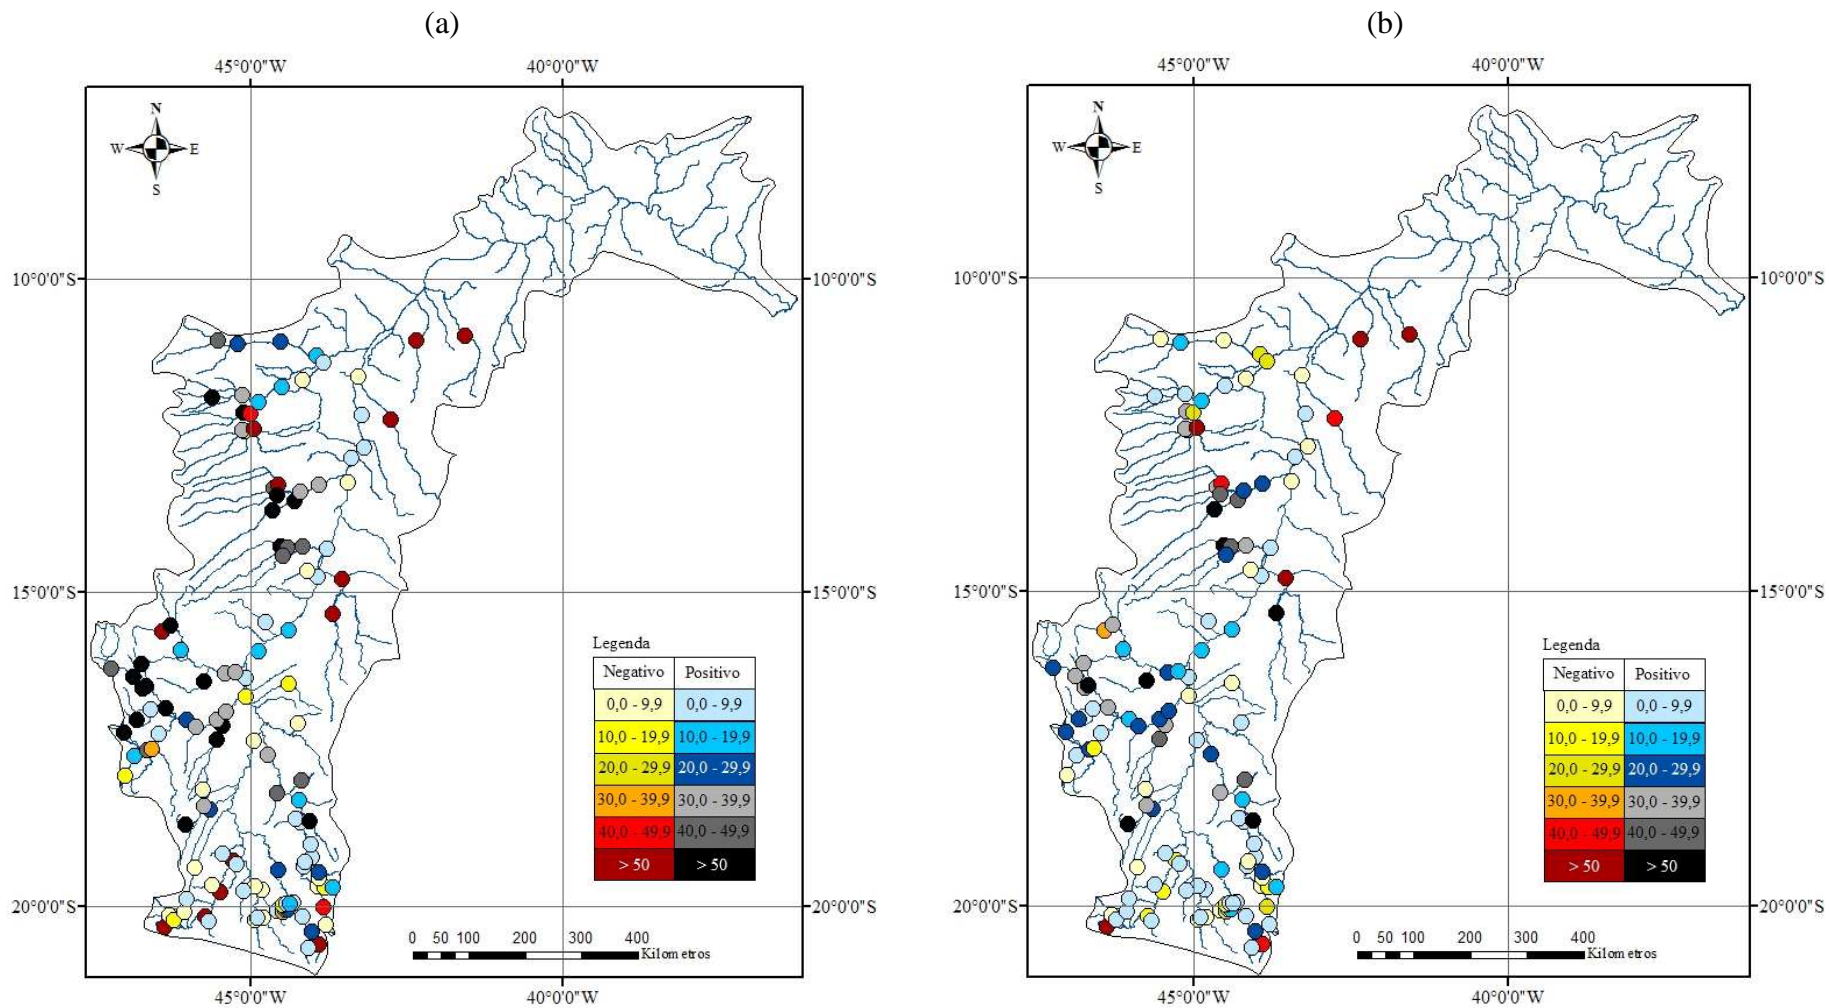 (a)
45°0'0"W 40°0'0"W
N
W E
S
10°0'0"S 10°0'0"S
15°0'0"S 15°0'0"S
20°0'0"S 20°0'0"S
Legenda
Negativo Positivo
0,0 - 9,9 0,0 - 9,9
10,0 - 19,9 10,0 - 19,9
20,0 - 29,9 20,0 - 29,9
30,0 - 39,9 30,0 - 39,9
40,0 - 49,9 40,0 - 49,9
> 50 > 50
0 50 100 200 300 400
Kilometros
45°0'0"W 40°0'0"W
(b)
45°0'0"W 40°0'0"W
N
W E
S
10°0'0"S 10°0'0"S
15°0'0"S 15°0'0"S
20°0'0"S 20°0'0"S
Legenda
Negativo Positivo
0,0 - 9,9 0,0 - 9,9
10,0 - 19,9 10,0 - 19,9
20,0 - 29,9 20,0 - 29,9
30,0 - 39,9 30,0 - 39,9
40,0 - 49,9 40,0 - 49,9
> 50 > 50
0 50 100 200 300 400
Kilometros
45°0'0"W 40°0'0"W